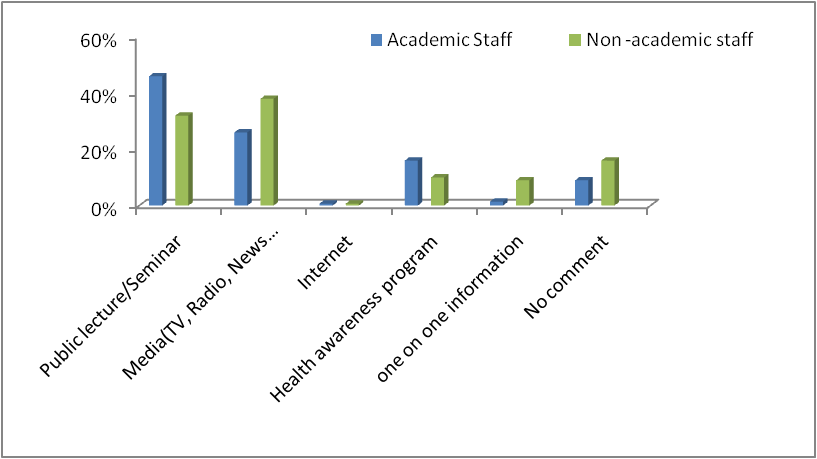 60%
40%
20%
0%
Academic Staff
Non -academic staff
Public lecture/Seminar
Media(TV, Radio, News...
Internet
Health awareness program
one on one information
No comment